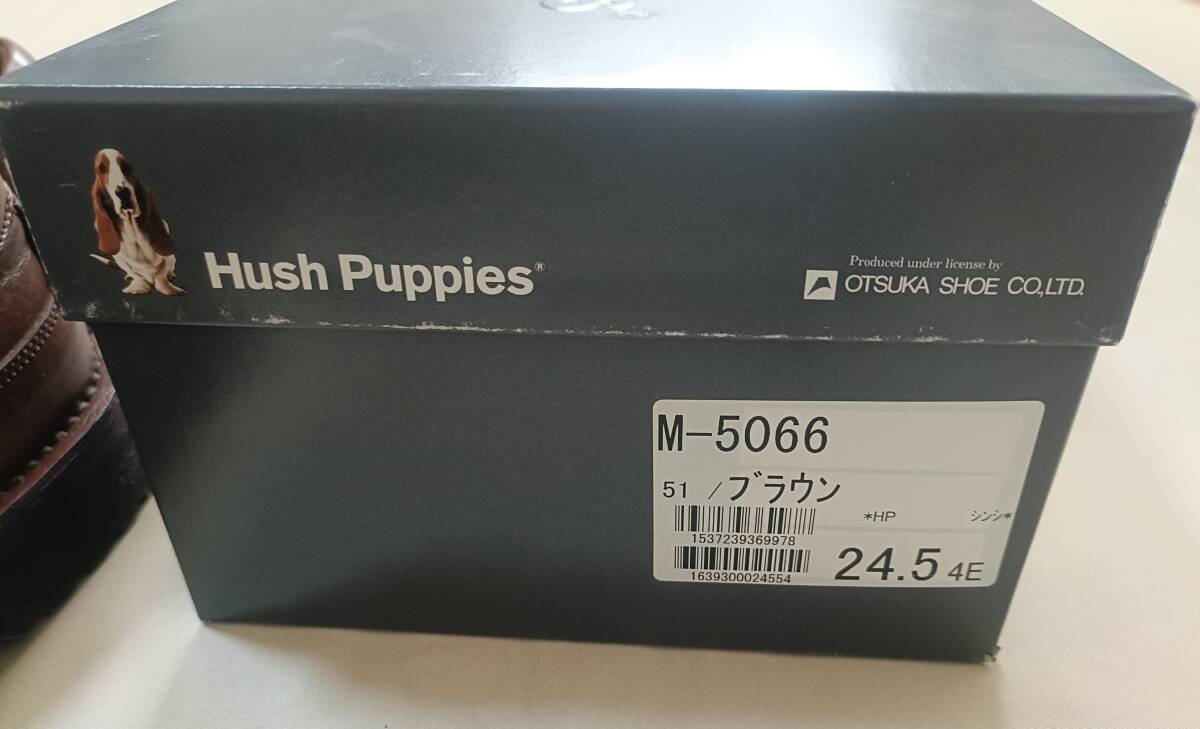 Hush Puppies®
Produced under license by
OTSUKA SHOE CO.,LTD.
M-5066
51 /ブラウン
*HP シンシ*
1537239369978
24.5 4E
1639300024554